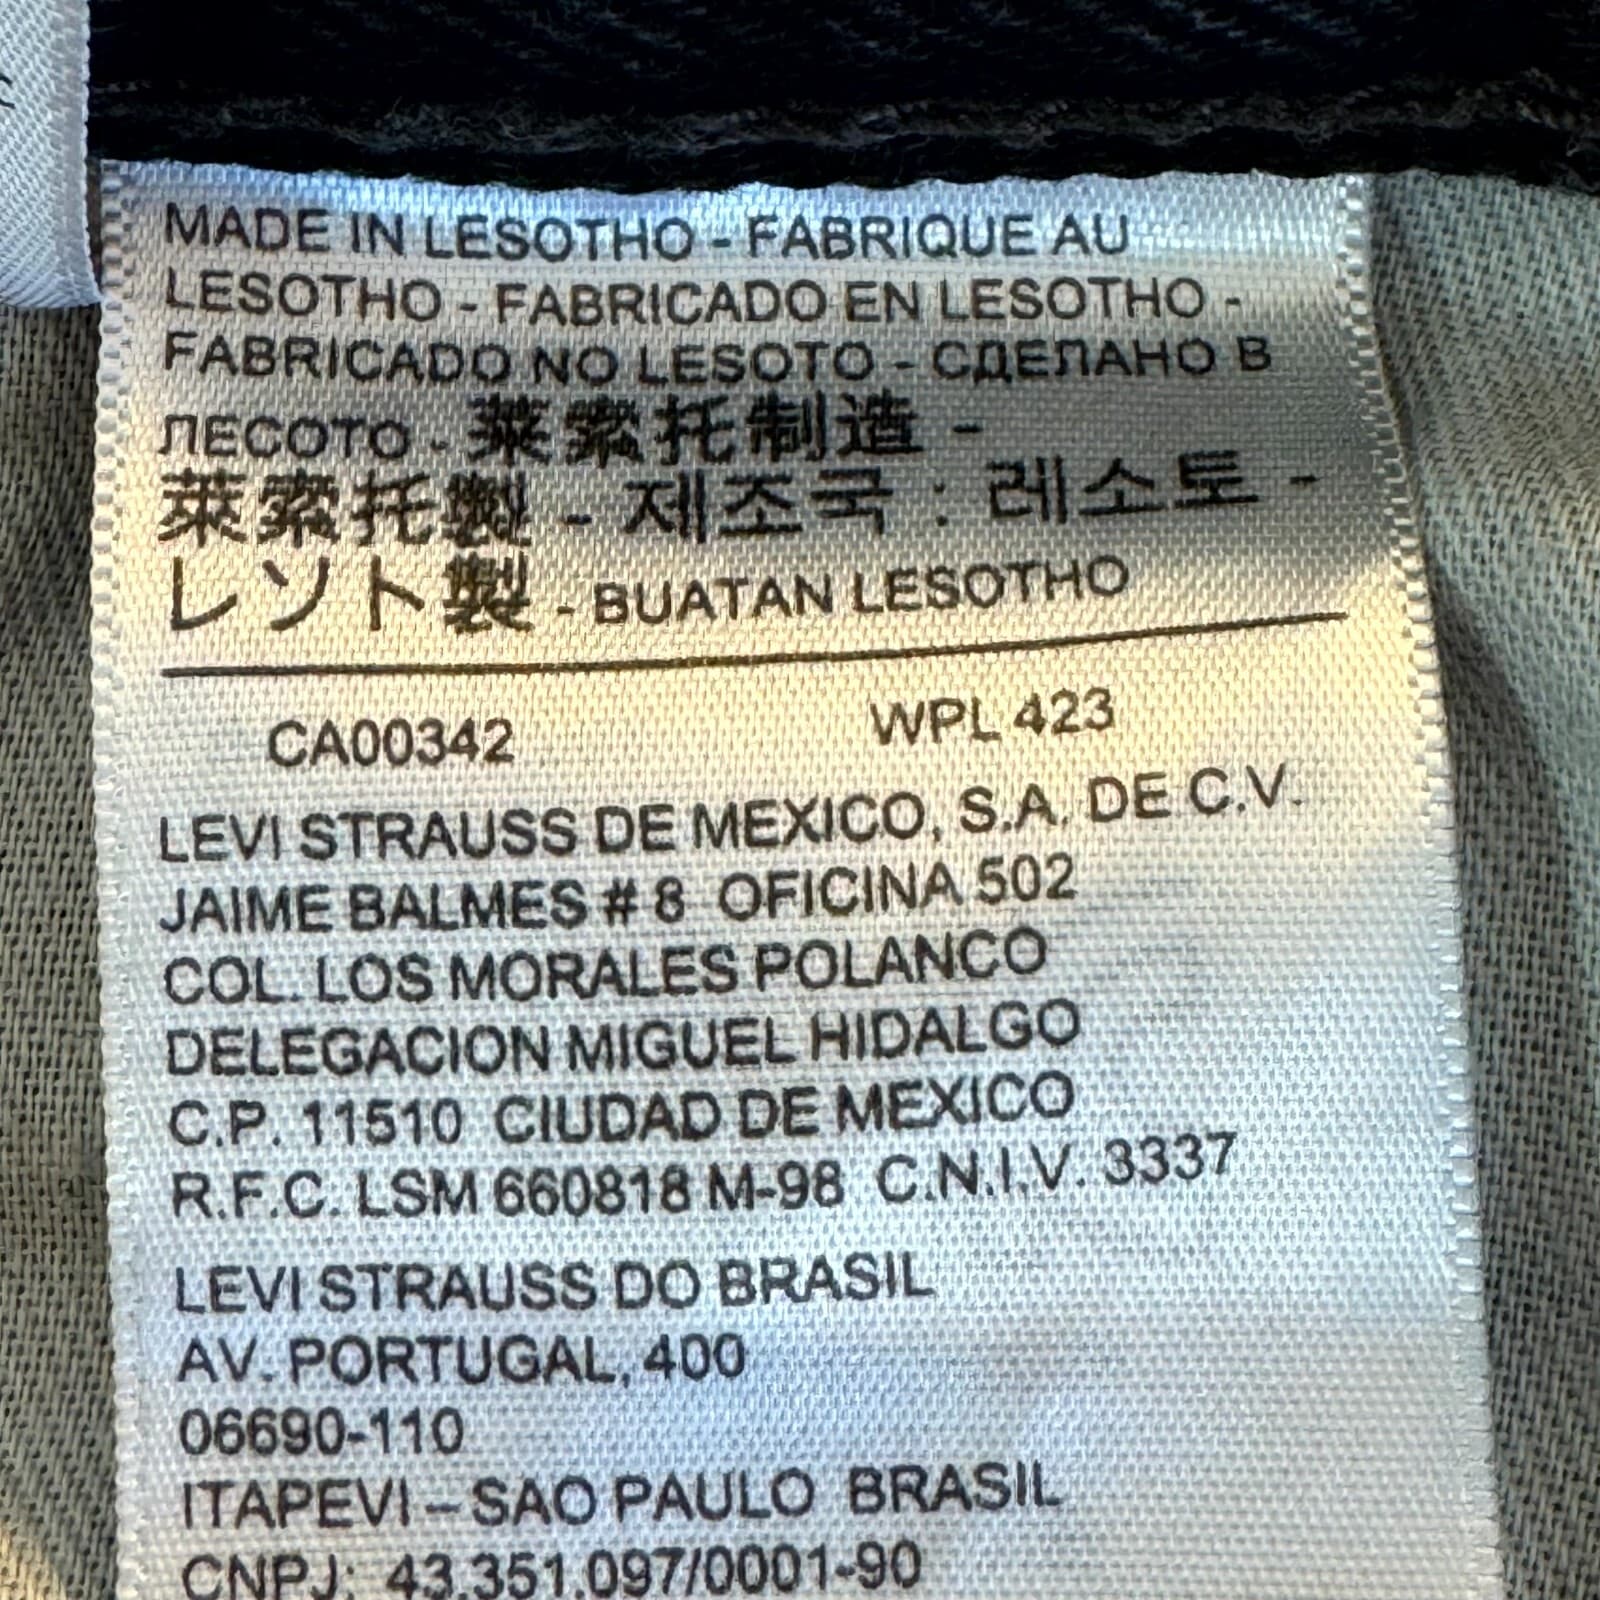 MADE IN LESOTHO - FABRIQUE AU
LESOTHO - FABRICADO EN LESOTHO -
FABRICADO NO LESOTO - СДЕЛАНО В
ЛЕСОТО - 莱索托制造 -
萊索托製 - 제조국 : 레소토 -
レソト製 - BUATAN LESOTHO
CA00342 WPL 423
LEVI STRAUSS DE MEXICO, S.A. DE C.V.
JAIME BALMES # 8 OFICINA 502
COL. LOS MORALES POLANCO
DELEGACION MIGUEL HIDALGO
C.P. 11510 CIUDAD DE MEXICO
R.F.C. LSM 660818 M-98 C.N.I.V. 3337
LEVI STRAUSS DO BRASIL
AV. PORTUGAL, 400
06690-110
ITAPEVI – SAO PAULO BRASIL
CNPJ: 43.351.097/0001-90